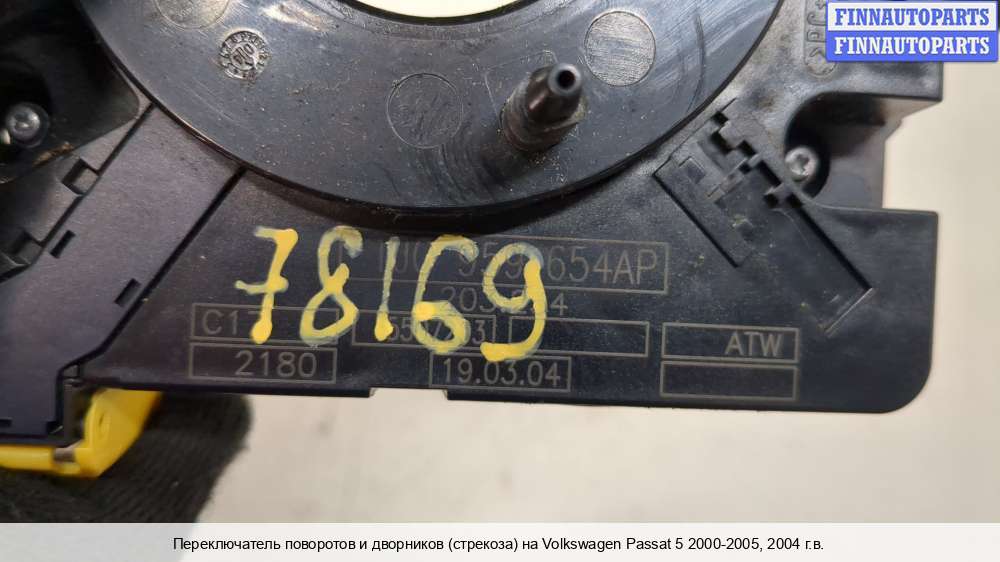 FINNAUTOPARTS
FINNAUTOPARTS
654AP
78169
C17
ATW
2180
19.03.04
Переключатель поворотов и дворников (стрекоза) на Volkswagen Passat 5 2000-2005, 2004 г.в.